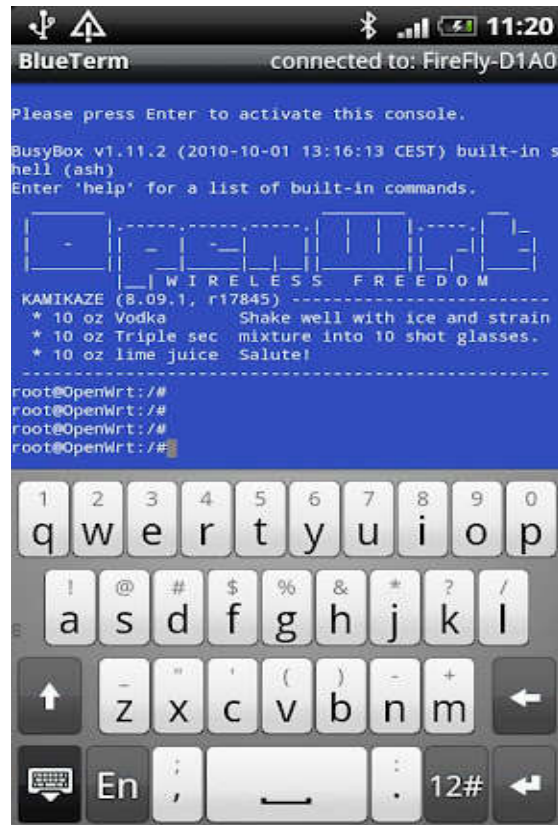 11:20
BlueTerm connected to: FireFly-D1A0
Please press Enter to activate this console.
BusyBox v1.11.2 (2010-10-01 13:16:13 CEST) built-in s
hell (ash)
Enter 'help' for a list of built-in commands.
W I R E L E S S   F R E E D O M
KAMIKAZE (8.09.1, r17845) -------------------------
* 10 oz Vodka       Shake well with ice and strain
* 10 oz Triple sec  mixture into 10 shot glasses.
* 10 oz lime juice  Salute!
---------------------------------------------------
root@OpenWrt:/#
root@OpenWrt:/#
root@OpenWrt:/#
root@OpenWrt:/#
1 2 3 4 5 6 7 8 9 0
q w e r t y u i o p
! @ # $ % & * ? /
a s d f g h j k l
_ " ' ( ) - +
z x c v b n m
; :
En , . 12#